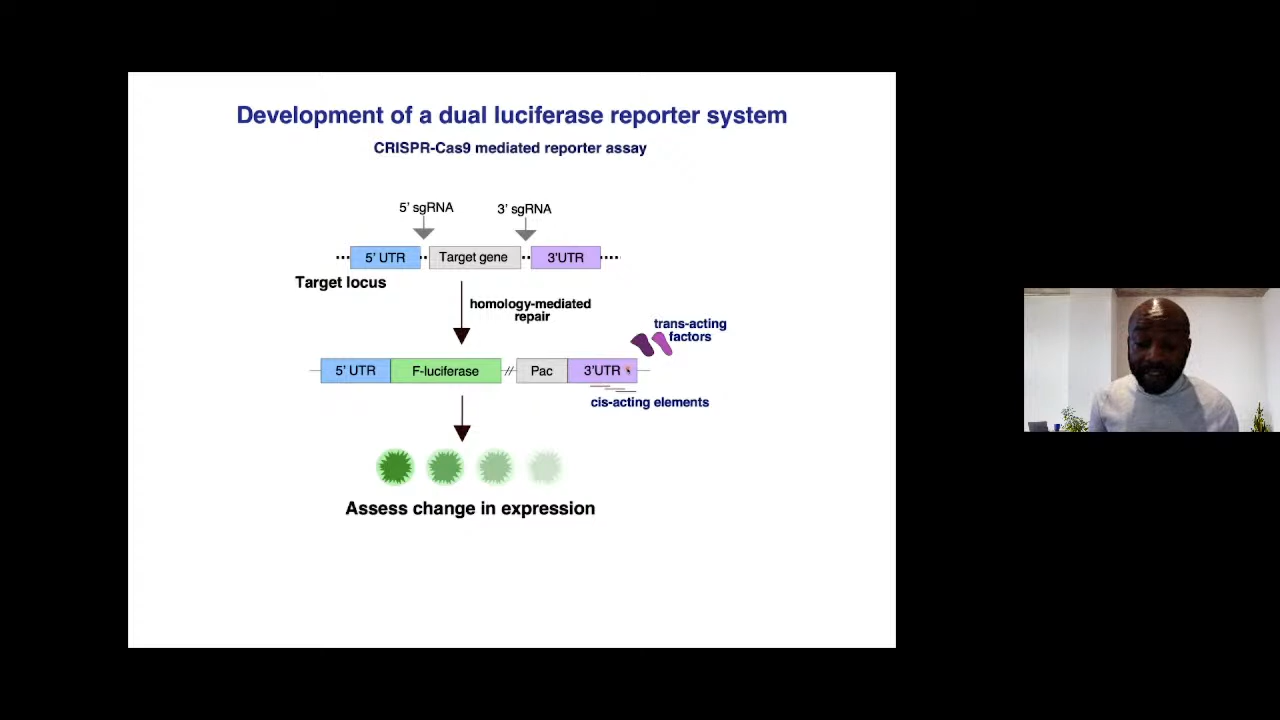 Development of a dual luciferase reporter system
CRISPR-Cas9 mediated reporter assay
5' sgRNA
3' sgRNA
5' UTR
Target gene
3'UTR
Target locus
homology-mediated
repair
trans-acting
factors
5' UTR
F-luciferase
//
Pac
3'UTR
cis-acting elements
Assess change in expression